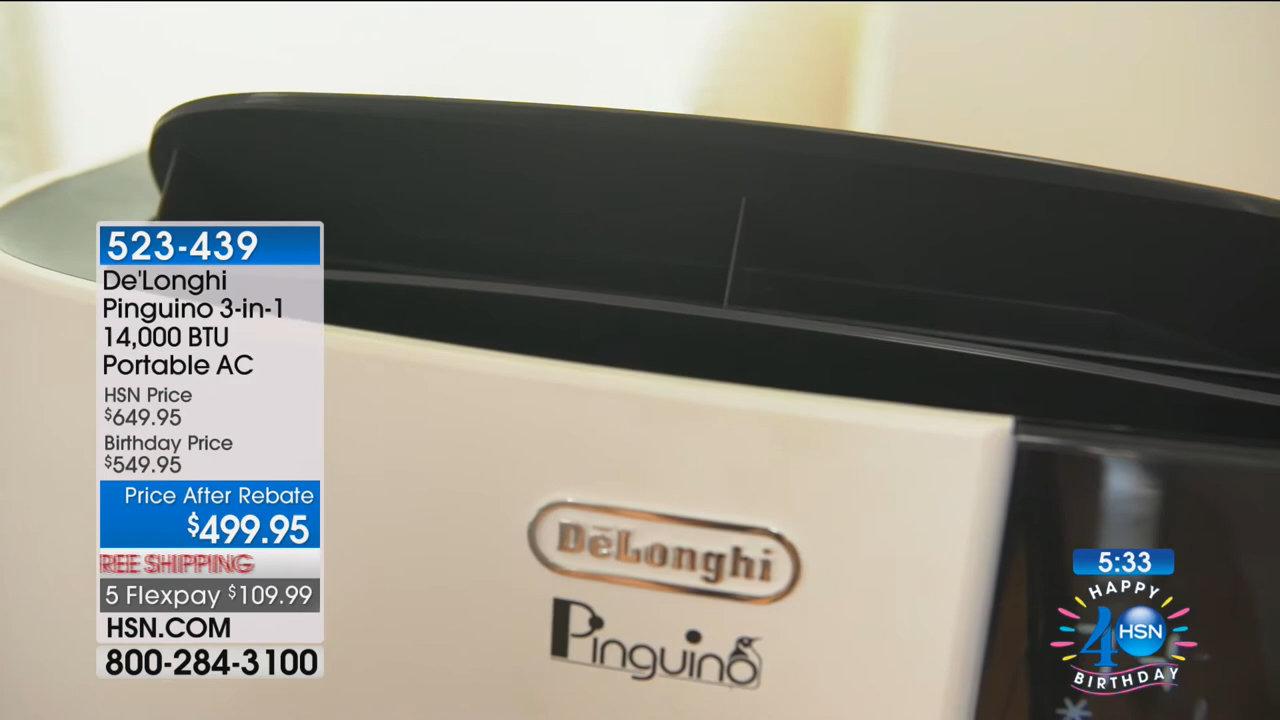 523-439
De'Longhi
Pinguino 3-in-1
14,000 BTU
Portable AC
HSN Price
$649.95
Birthday Price
$549.95
Price After Rebate
$499.95
REE SHIPPING
5 Flexpay $109.99
HSN.COM
800-284-3100
DeLonghi
Pinguino
5:33
HAPPY
40 HSN
BIRTHDAY